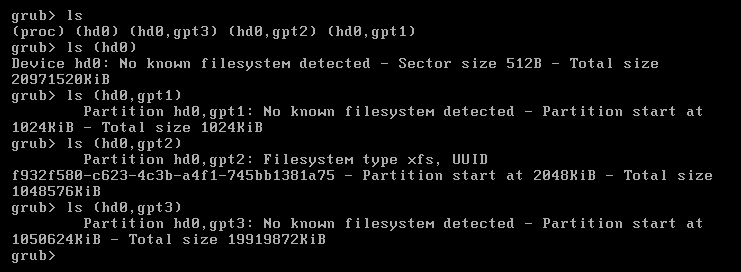 grub> ls
(proc) (hd0) (hd0,gpt3) (hd0,gpt2) (hd0,gpt1)
grub> ls (hd0)
Device hd0: No known filesystem detected - Sector size 512B - Total size
20971520KiB
grub> ls (hd0,gpt1)
        Partition hd0,gpt1: No known filesystem detected - Partition start at
1024KiB - Total size 1024KiB
grub> ls (hd0,gpt2)
        Partition hd0,gpt2: Filesystem type xfs, UUID
f932f580-c623-4c3b-a4f1-745bb1381a75 - Partition start at 2048KiB - Total size
1048576KiB
grub> ls (hd0,gpt3)
        Partition hd0,gpt3: No known filesystem detected - Partition start at
1050624KiB - Total size 19919872KiB
grub>